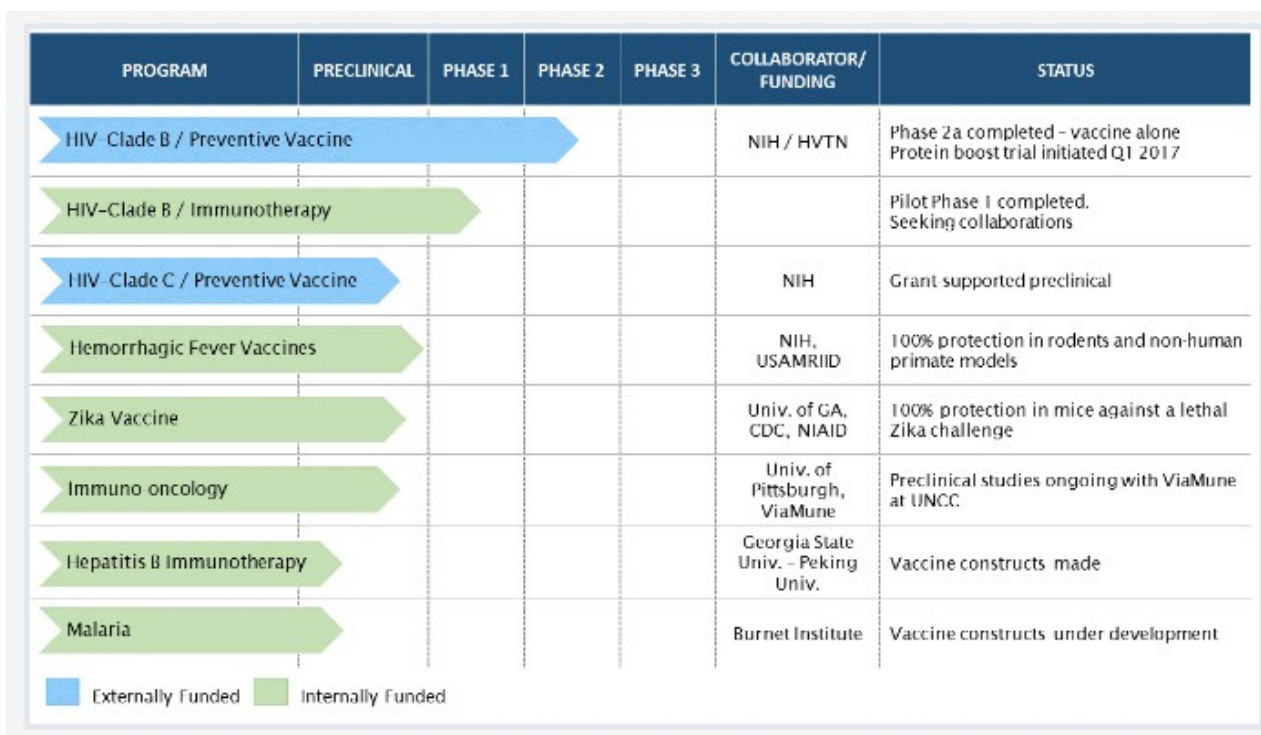 PROGRAM
PRECLINICAL
PHASE 1
PHASE 2
PHASE 3
COLLABORATOR/
FUNDING
STATUS
HIV-Clade B / Preventive Vaccine
NIH / HVTN
Phase 2a completed – vaccine alone
Protein boost trial initiated Q1 2017
HIV-Clade B / Immunotherapy
Pilot Phase 1 completed.
Seeking collaborations
HIV-Clade C / Preventive Vaccine
NIH
Grant-supported preclinical
Hemorrhagic Fever Vaccines
NIH,
USAMRIID
100% protection in rodents and non-human
primate models
Zika Vaccine
Univ. of GA,
CDC, NIAID
100% protection in mice against a lethal
Zika challenge
Immuno-oncology
Univ. of
Pittsburgh,
ViaMune
Preclinical studies ongoing with ViaMune
at UNCC
Hepatitis B Immunotherapy
Georgia State
Univ. – Peking
Univ.
Vaccine constructs made
Malaria
Burnet Institute
Vaccine constructs under development
Externally Funded
Internally Funded